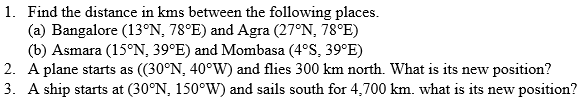 1. Find the distance in kms between the following places.
(a) Bangalore (13°N, 78°E) and Agra (27°N, 78°E)
(b) Asmara (15°N, 39°E) and Mombasa (4°S, 39°E)
2. A plane starts as ((30°N, 40°W) and flies 300 km north. What is its new position?
3. A ship starts at (30°N, 150°W) and sails south for 4,700 km. what is its new position?